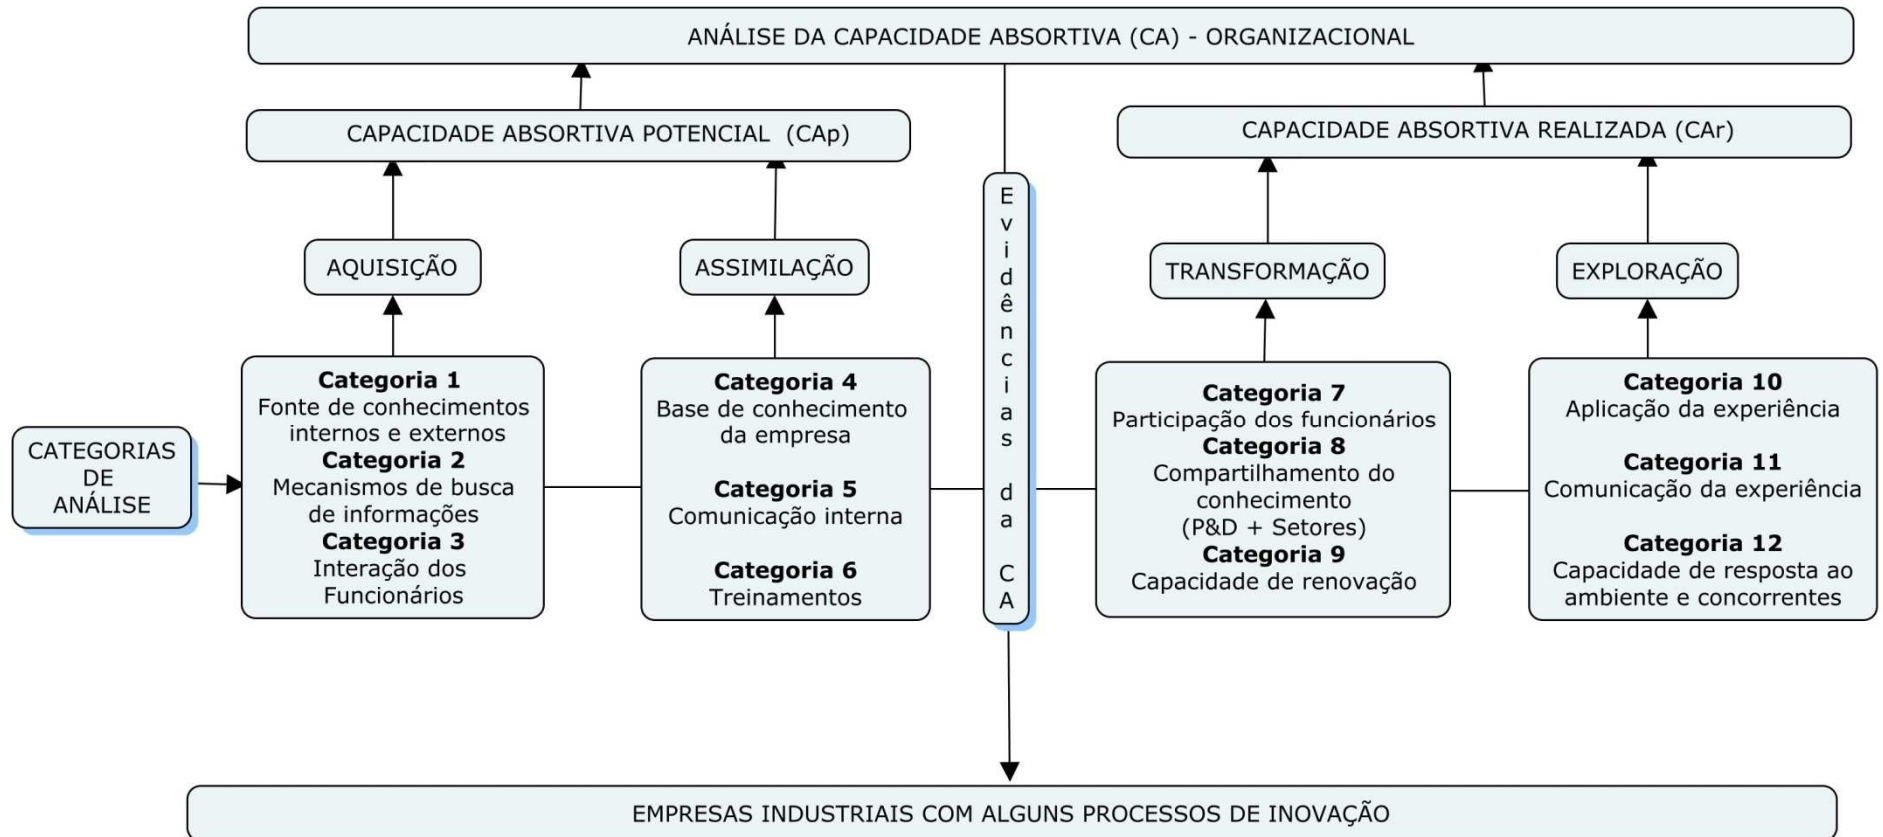 ANÁLISE DA CAPACIDADE ABSORTIVA (CA) - ORGANIZACIONAL
CAPACIDADE ABSORTIVA POTENCIAL (CAp)
CAPACIDADE ABSORTIVA REALIZADA (CAr)
AQUISIÇÃO
ASSIMILAÇÃO
Evidências da CA
TRANSFORMAÇÃO
EXPLORAÇÃO
CATEGORIAS
DE
ANÁLISE
Categoria 1
Fonte de conhecimentos
internos e externos
Categoria 2
Mecanismos de busca
de informações
Categoria 3
Interação dos
Funcionários
Categoria 4
Base de conhecimento
da empresa
Categoria 5
Comunicação interna
Categoria 6
Treinamentos
Categoria 7
Participação dos funcionários
Categoria 8
Compartilhamento do
conhecimento
(P&D + Setores)
Categoria 9
Capacidade de renovação
Categoria 10
Aplicação da experiência
Categoria 11
Comunicação da experiência
Categoria 12
Capacidade de resposta ao
ambiente e concorrentes
EMPRESAS INDUSTRIAIS COM ALGUNS PROCESSOS DE INOVAÇÃO